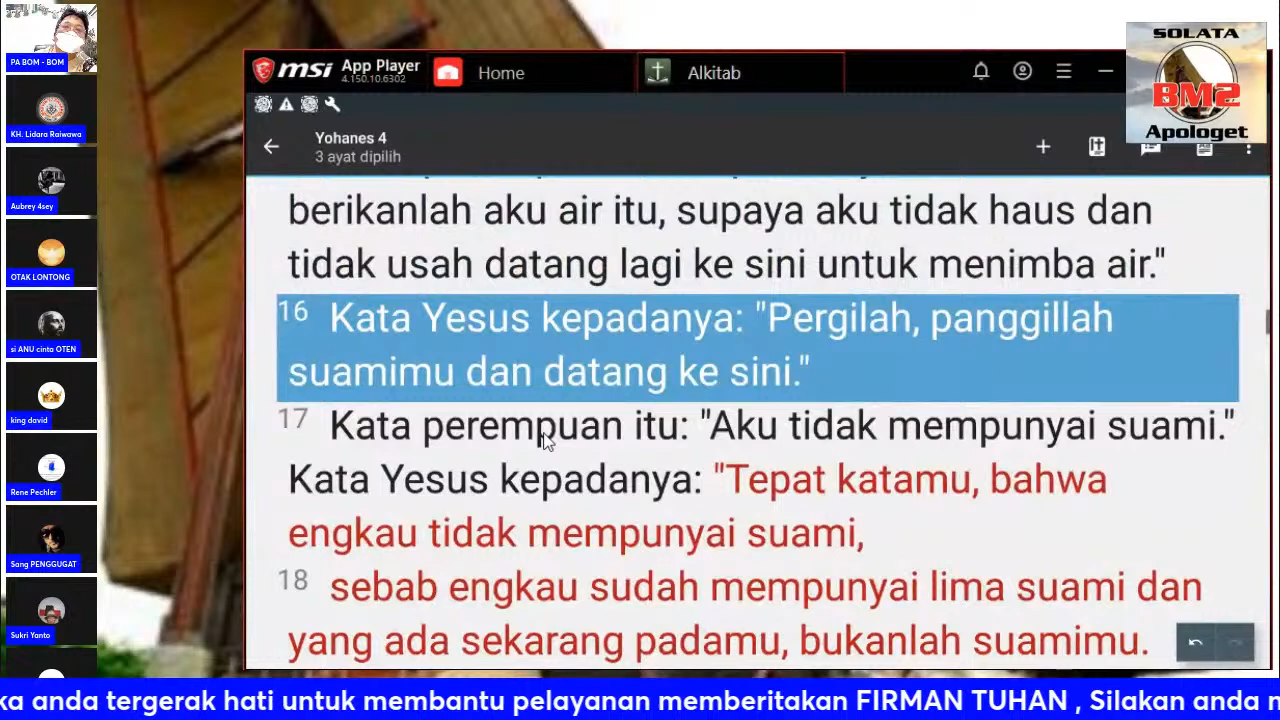 PA BOM - BOM
KH. Lidara Raiwawa
Aubrey 4sey
OTAK LONTONG
si ANU cinta OTEN
king david
Rene Pechler
Sang PENGGUGAT
Sukri Yanto
msi App Player
4.150.10.6302
Home
Alkitab
SOLATA
BM2
Apologet
Yohanes 4
3 ayat dipilih
berikanlah aku air itu, supaya aku tidak haus dan
tidak usah datang lagi ke sini untuk menimba air."
16 Kata Yesus kepadanya: "Pergilah, panggillah
suamimu dan datang ke sini."
17 Kata perempuan itu: "Aku tidak mempunyai suami."
Kata Yesus kepadanya: "Tepat katamu, bahwa
engkau tidak mempunyai suami,
18 sebab engkau sudah mempunyai lima suami dan
yang ada sekarang padamu, bukanlah suamimu.
ka anda tergerak hati untuk membantu pelayanan memberitakan FIRMAN TUHAN , Silakan anda